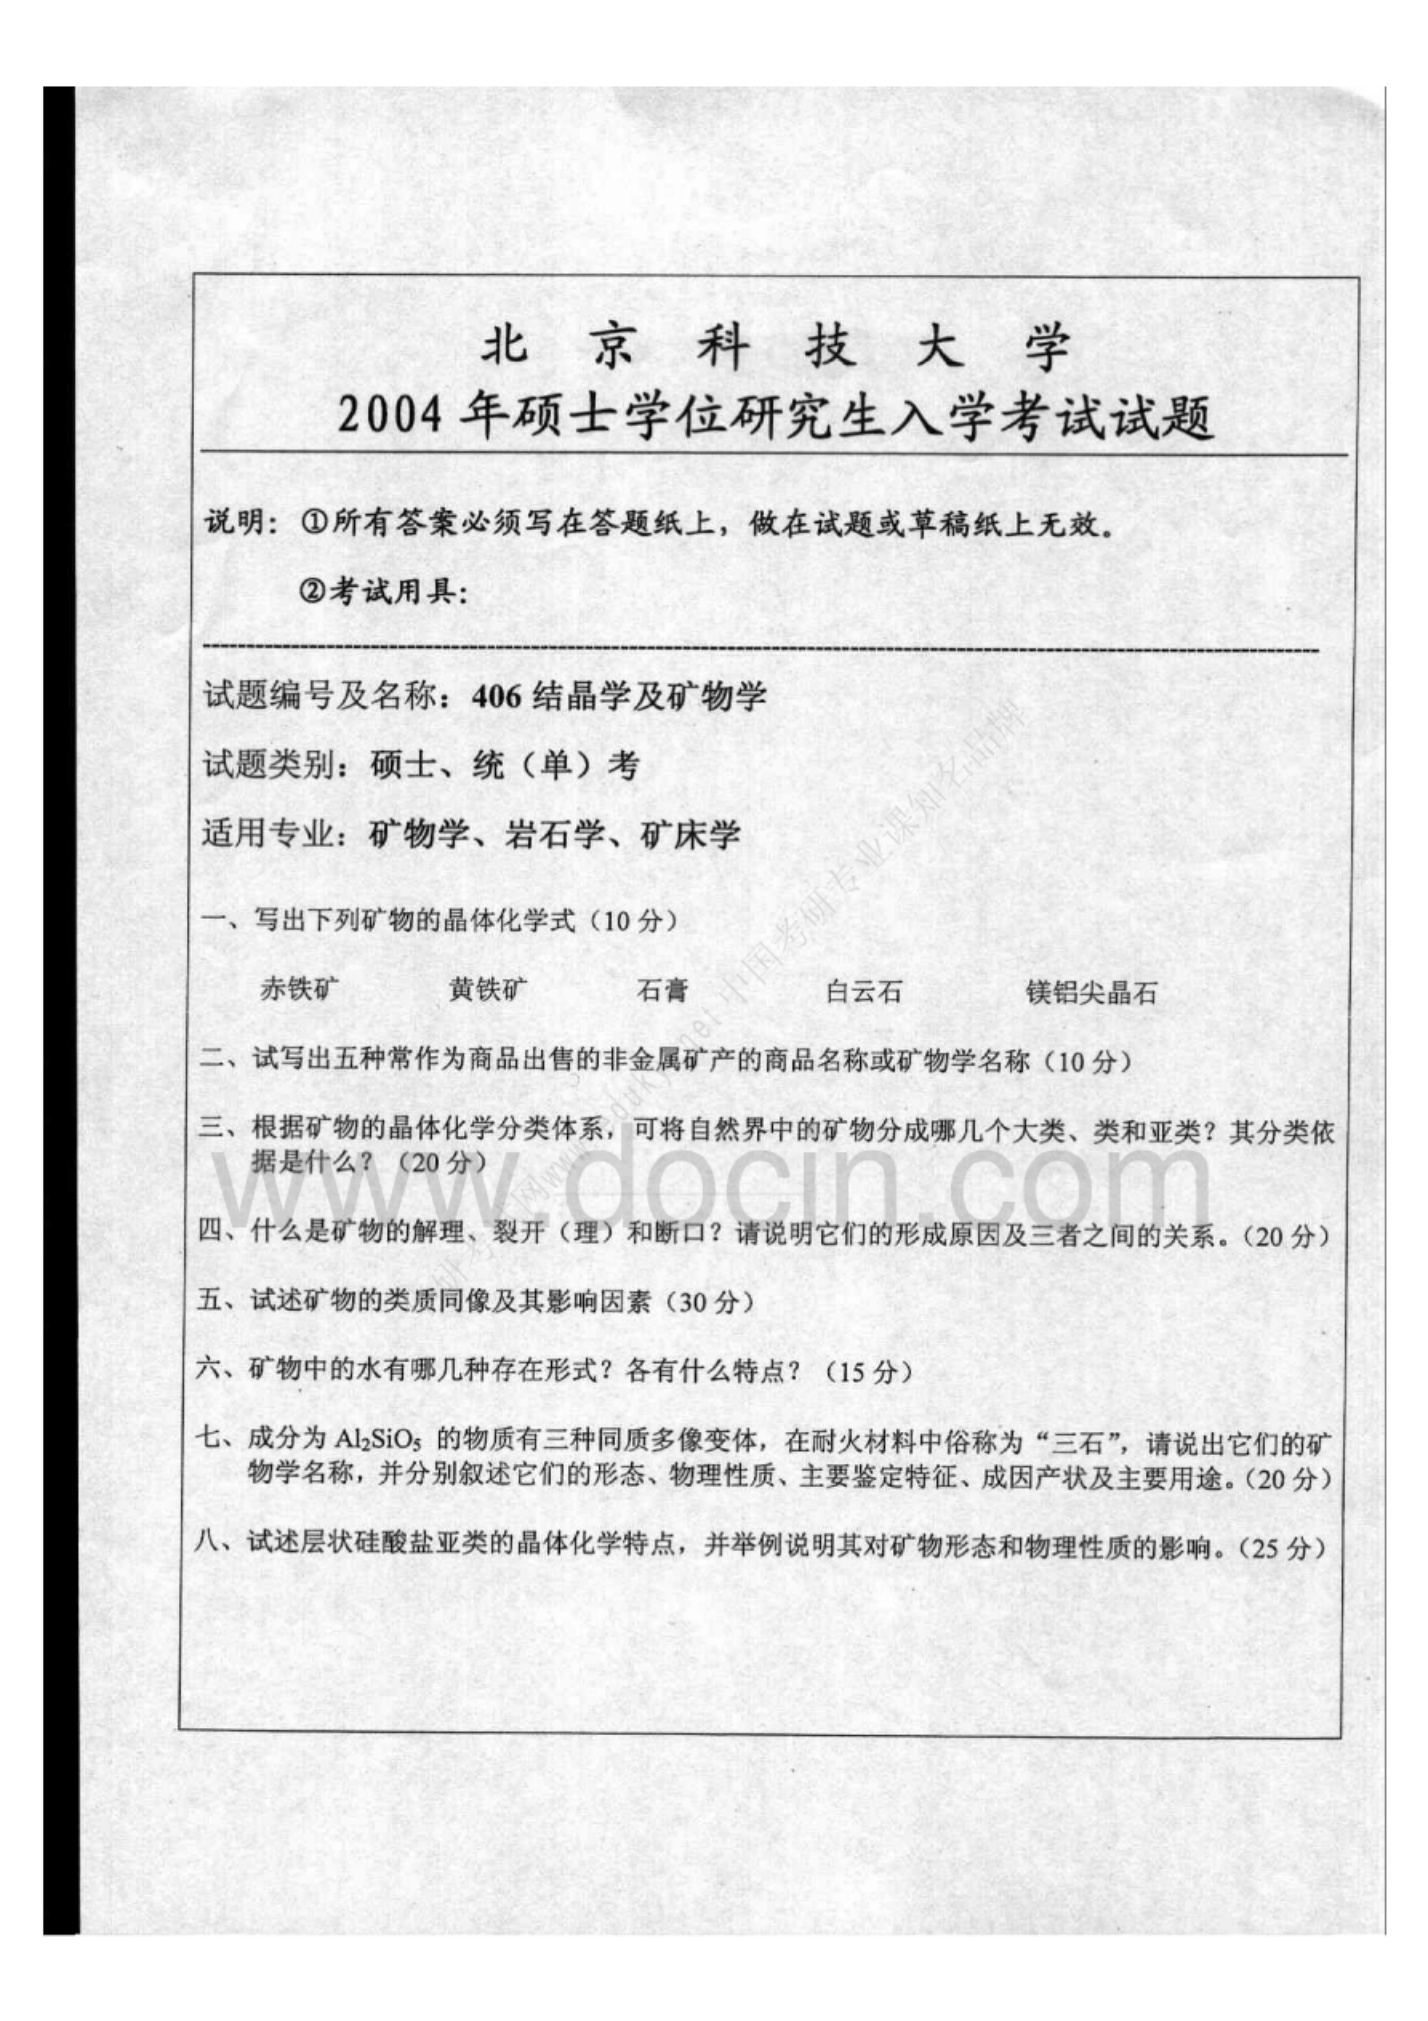 北京科技大学
2004年硕士学位研究生入学考试试题
说明：①所有答案必须写在答题纸上，做在试题或草稿纸上无效。
②考试用具：
试题编号及名称：406 结晶学及矿物学
试题类别：硕士、统（单）考
适用专业：矿物学、岩石学、矿床学
一、写出下列矿物的晶体化学式（10 分）
赤铁矿 黄铁矿 石膏 白云石 镁铝尖晶石
二、试写出五种常作为商品出售的非金属矿产的商品名称或矿物学名称（10 分）
三、根据矿物的晶体化学分类体系，可将自然界中的矿物分成哪几个大类、类和亚类？其分类依
据是什么？（20 分）
www.docin.com
四、什么是矿物的解理、裂开（理）和断口？请说明它们的形成原因及三者之间的关系。（20 分）
五、试述矿物的类质同像及其影响因素（30 分）
六、矿物中的水有哪几种存在形式？各有什么特点？（15 分）
七、成分为 Al₂SiO₅ 的物质有三种同质多像变体，在耐火材料中俗称为“三石”，请说出它们的矿
物学名称，并分别叙述它们的形态、物理性质、主要鉴定特征、成因产状及主要用途。（20 分）
八、试述层状硅酸盐亚类的晶体化学特点，并举例说明其对矿物形态和物理性质的影响。（25 分）
中国考研专业课知名品牌